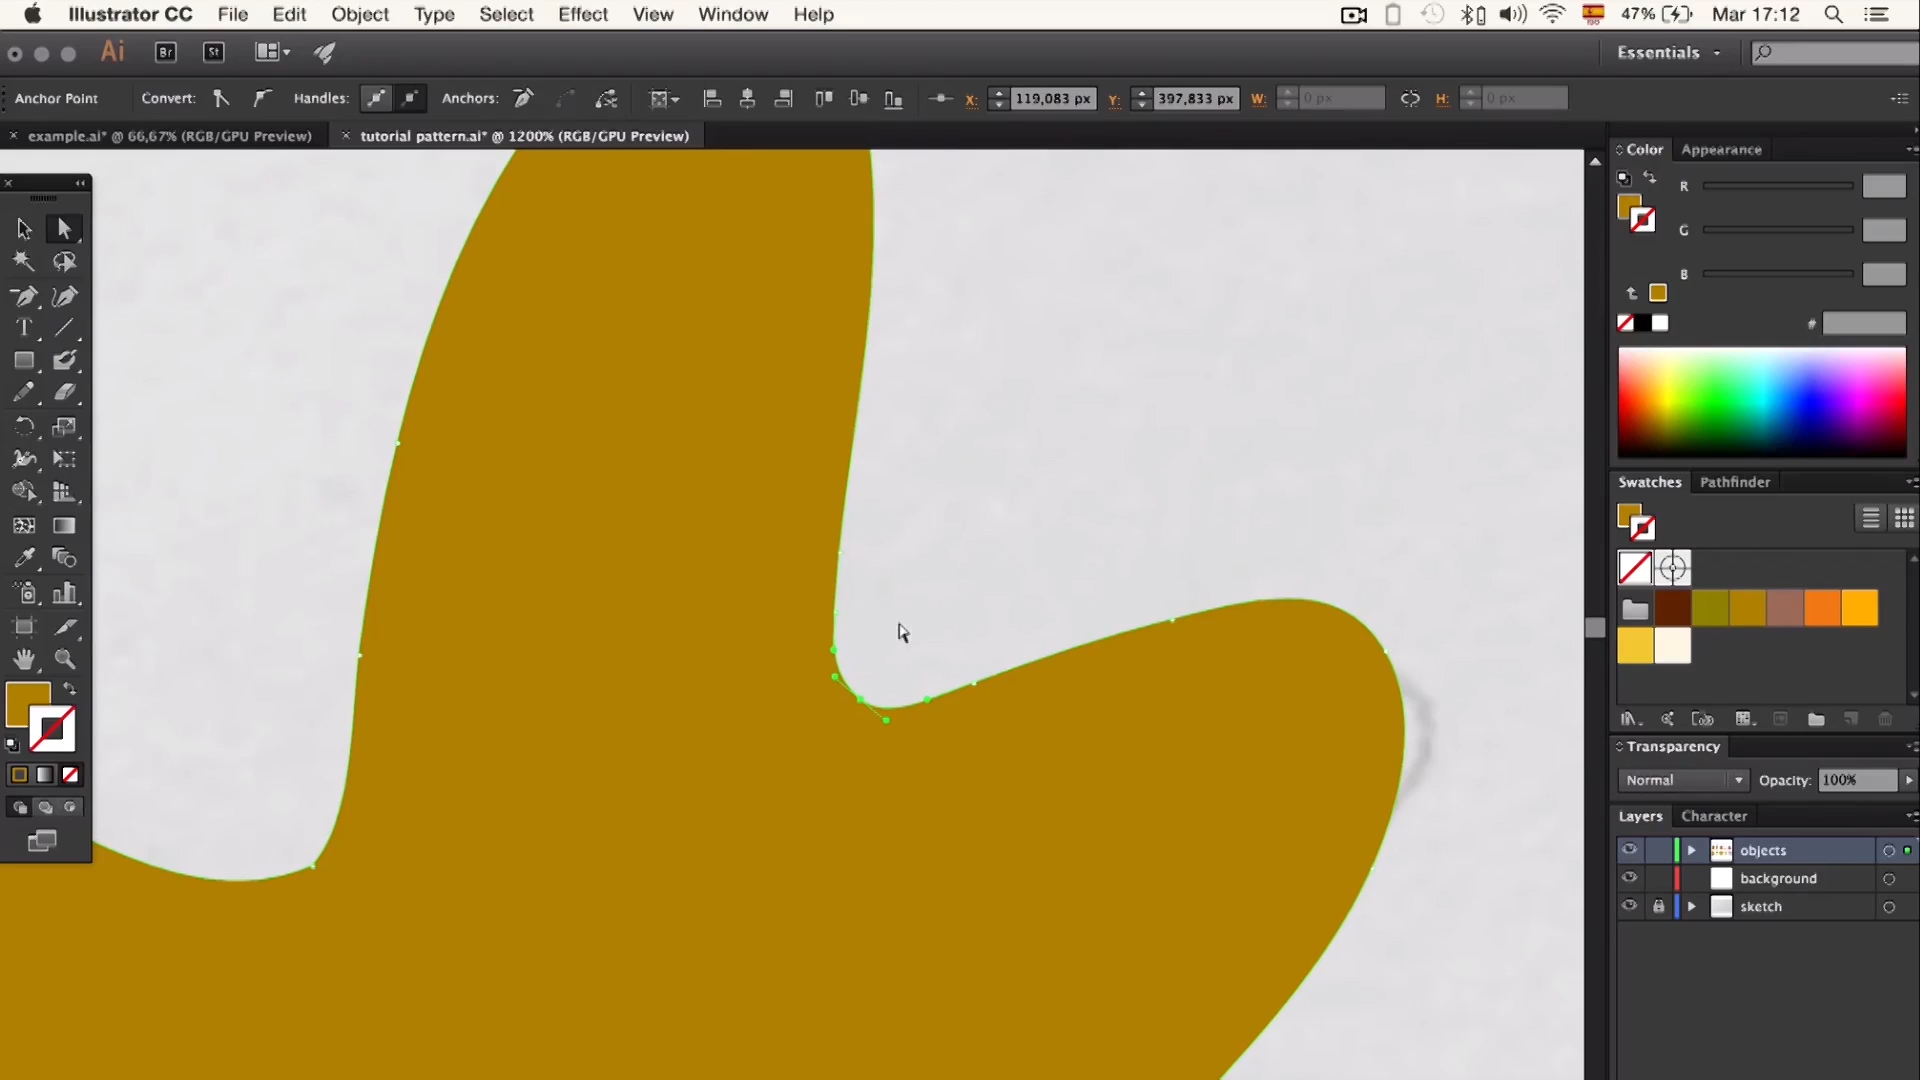 Illustrator CC File Edit Object Type Select Effect View Window Help 47% Mar 17:12
Ai Br St Essentials
Anchor Point Convert: Handles: Anchors: X: 119,083 px Y: 397,833 px W: 0 px H: 0 px
example.ai* @ 66,67% (RGB/GPU Preview) tutorial pattern.ai* @ 1200% (RGB/GPU Preview)
Color Appearance
R
G
B
#
Swatches Pathfinder
Transparency
Normal Opacity: 100%
Layers Character
objects
background
sketch